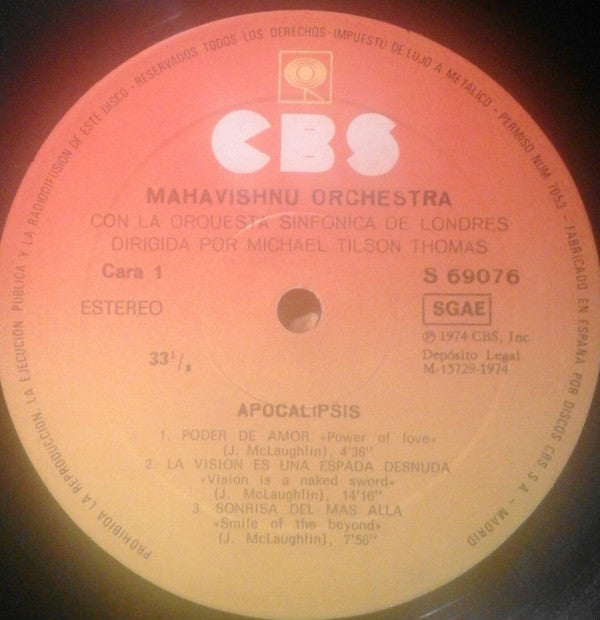 PROHIBIDA LA REPRODUCCION, LA EJECUCION PUBLICA Y LA RADIODIFUSION DE ESTE DISCO - RESERVADOS TODOS LOS DERECHOS - IMPUESTO DE LUJO A METALICO - PERMISO NUM. 7053 - FABRICADO EN ESPAÑA POR DISCOS CBS S A - MADRID
CBS
MAHAVISHNU ORCHESTRA
CON LA ORQUESTA SINFONICA DE LONDRES
DIRIGIDA POR MICHAEL TILSON THOMAS
Cara 1
S 69076
ESTEREO
SGAE
℗ 1974 CBS, Inc
Depósito Legal
M-15729-1974
33¹/₃
APOCALIPSIS
1. PODER DE AMOR «Power of love»
(J. McLaughlin), 4'36"
2. LA VISION ES UNA ESPADA DESNUDA
«Vision is a naked sword»
(J. McLaughlin), 14'16"
3. SONRISA DEL MAS ALLA
«Smile of the beyond»
(J. McLaughlin), 7'56"